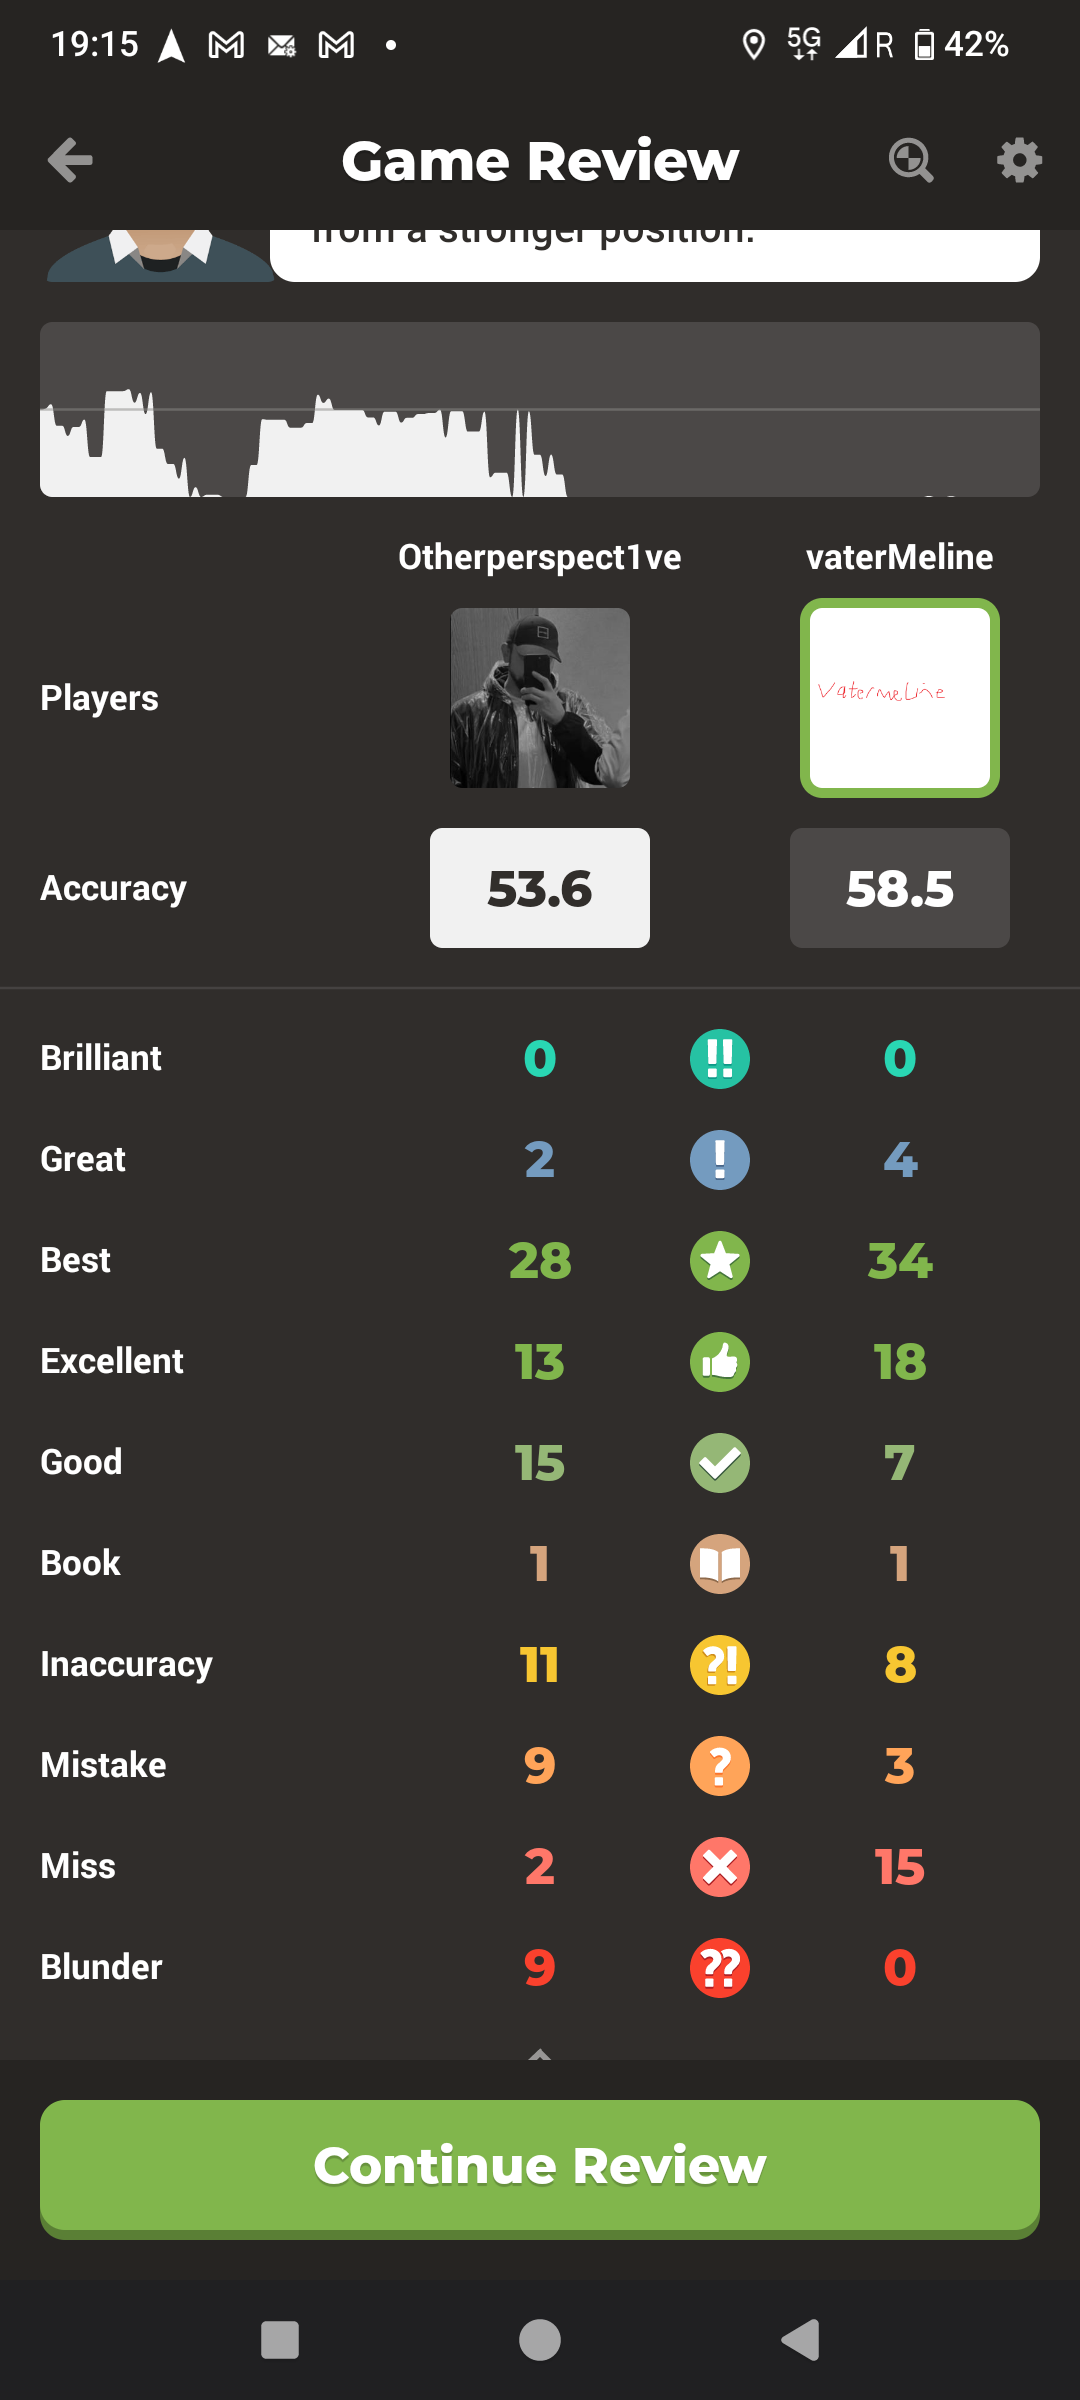 19:15 5G R 42%
Game Review
from a stronger position.
Otherperspect1ve vaterMeline
Players
VatermeLine
Accuracy 53.6 58.5
Brilliant 0 !! 0
Great 2 ! 4
Best 28 34
Excellent 13 18
Good 15 7
Book 1 1
Inaccuracy 11 ?! 8
Mistake 9 ? 3
Miss 2 15
Blunder 9 ?? 0
Continue Review